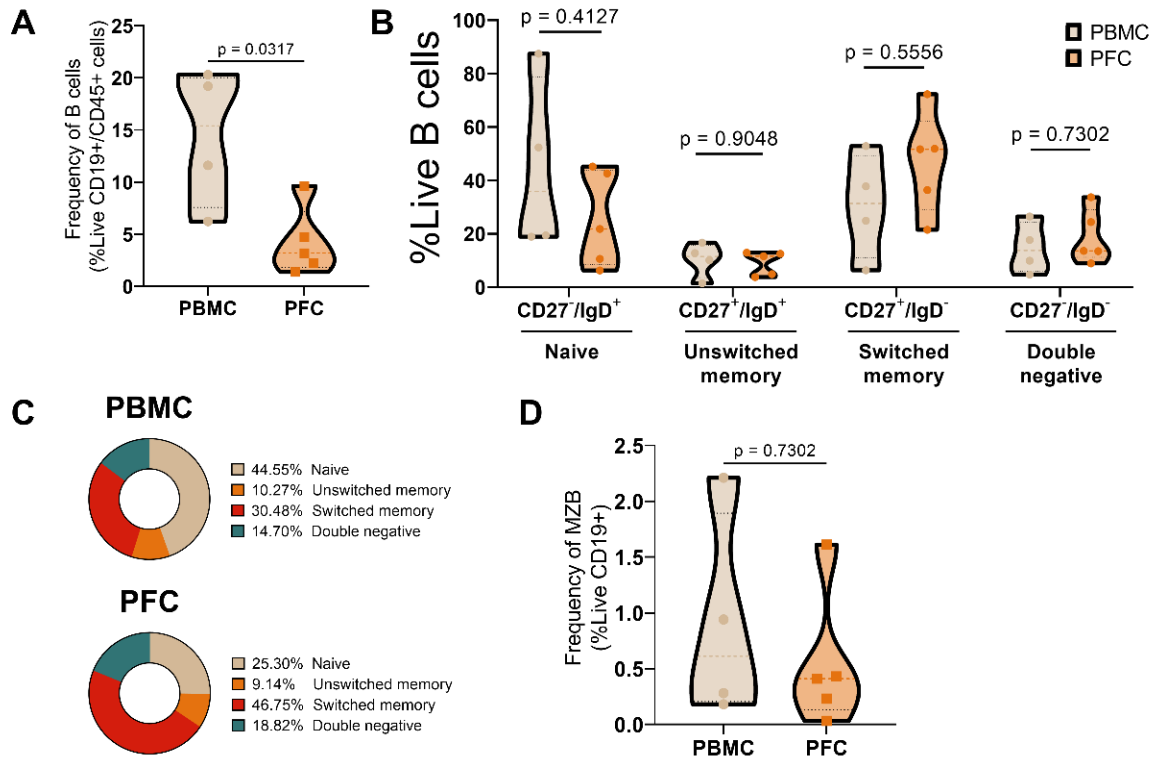 A
Frequency of B cells
(%Live CD19+/CD45+ cells)
25
20
15
10
5
0
p = 0.0317
PBMC
PFC
B
%Live B cells
100
80
60
40
20
0
p = 0.4127
p = 0.9048
p = 0.5556
p = 0.7302
PBMC
PFC
CD27⁻/IgD⁺
CD27⁺/IgD⁺
CD27⁺/IgD⁻
CD27⁻/IgD⁻
Naive
Unswitched
memory
Switched
memory
Double
negative
C
PBMC
44.55% Naive
10.27% Unswitched memory
30.48% Switched memory
14.70% Double negative
PFC
25.30% Naive
9.14% Unswitched memory
46.75% Switched memory
18.82% Double negative
D
Frequency of MZB
(%Live CD19+)
2.5
2.0
1.5
1.0
0.5
0.0
p = 0.7302
PBMC
PFC